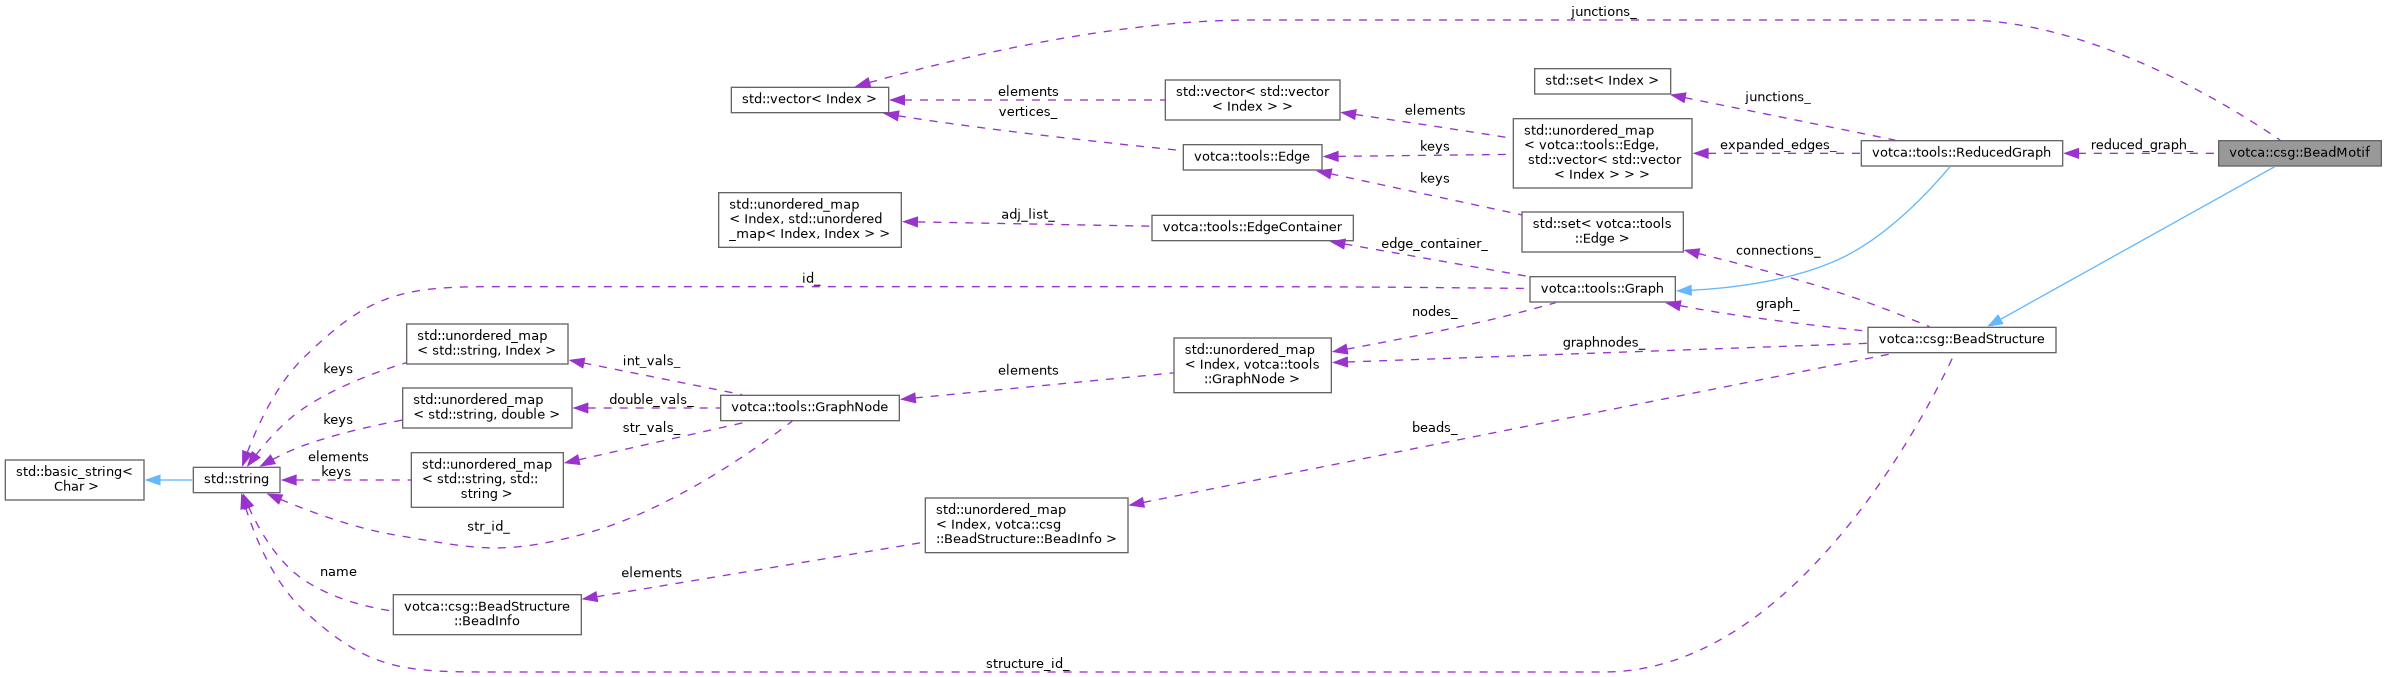 junctions_
std::vector< Index >
elements
vertices_
std::vector< std::vector
< Index > >
votca::tools::Edge
std::set< Index >
junctions_
elements
keys
keys
std::unordered_map
< votca::tools::Edge,
std::vector< std::vector
< Index > > >
expanded_edges_
votca::tools::ReducedGraph
reduced_graph_
votca::csg::BeadMotif
std::unordered_map
< Index, std::unordered
_map< Index, Index > >
adj_list_
votca::tools::EdgeContainer
edge_container_
std::set< votca::tools
::Edge >
connections_
id_
votca::tools::Graph
graph_
nodes_
graphnodes_
votca::csg::BeadStructure
std::unordered_map
< std::string, Index >
int_vals_
keys
std::unordered_map
< Index, votca::tools
::GraphNode >
elements
std::unordered_map
< std::string, double >
double_vals_
keys
votca::tools::GraphNode
str_vals_
beads_
std::basic_string<
Char >
std::string
elements
keys
std::unordered_map
< std::string, std::
string >
str_id_
std::unordered_map
< Index, votca::csg
::BeadStructure::BeadInfo >
elements
name
votca::csg::BeadStructure
::BeadInfo
structure_id_